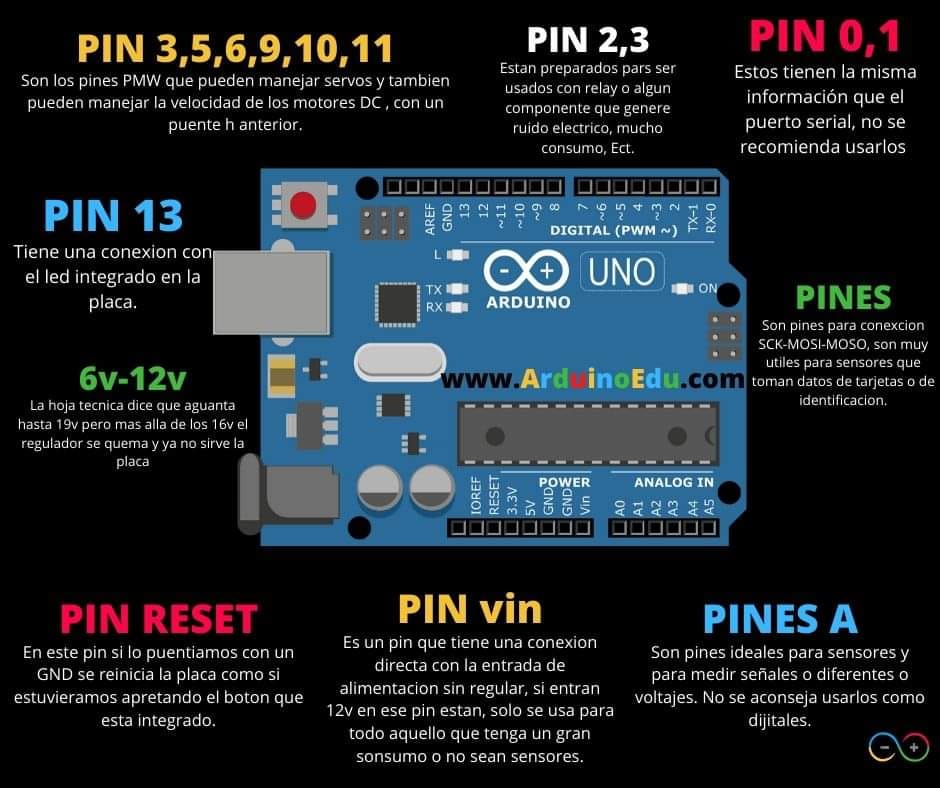 PIN 3,5,6,9,10,11
Son los pines PMW que pueden manejar servos y tambien
pueden manejar la velocidad de los motores DC , con un
puente h anterior.
PIN 2,3
Estan preparados pars ser
usados con relay o algun
componente que genere
ruido electrico, mucho
consumo, Ect.
PIN 0,1
Estos tienen la misma
información que el
puerto serial, no se
recomienda usarlos
PIN 13
Tiene una conexion con
el led integrado en la
placa.
6v-12v
La hoja tecnica dice que aguanta
hasta 19v pero mas alla de los 16v el
regulador se quema y ya no sirve la
placa
AREF
GND
13
12
~11
~10
~9
8
7
~6
~5
4
~3
2
TX-1
RX-0
DIGITAL (PWM ~)
L
TX
RX
ARDUINO
UNO
ON
www.ArduinoEdu.com
POWER
ANALOG IN
IOREF
RESET
3.3V
5V
GND
GND
Vin
A0
A1
A2
A3
A4
A5
PINES
Son pines para conexcion
SCK-MOSI-MOSO, son muy
utiles para sensores que
toman datos de tarjetas o de
identificacion.
PIN RESET
En este pin si lo puentiamos con un
GND se reinicia la placa como si
estuvieramos apretando el boton que
esta integrado.
PIN vin
Es un pin que tiene una conexion
directa con la entrada de
alimentacion sin regular, si entran
12v en ese pin estan, solo se usa para
todo aquello que tenga un gran
sonsumo o no sean sensores.
PINES A
Son pines ideales para sensores y
para medir señales o diferentes o
voltajes. No se aconseja usarlos como
dijitales.